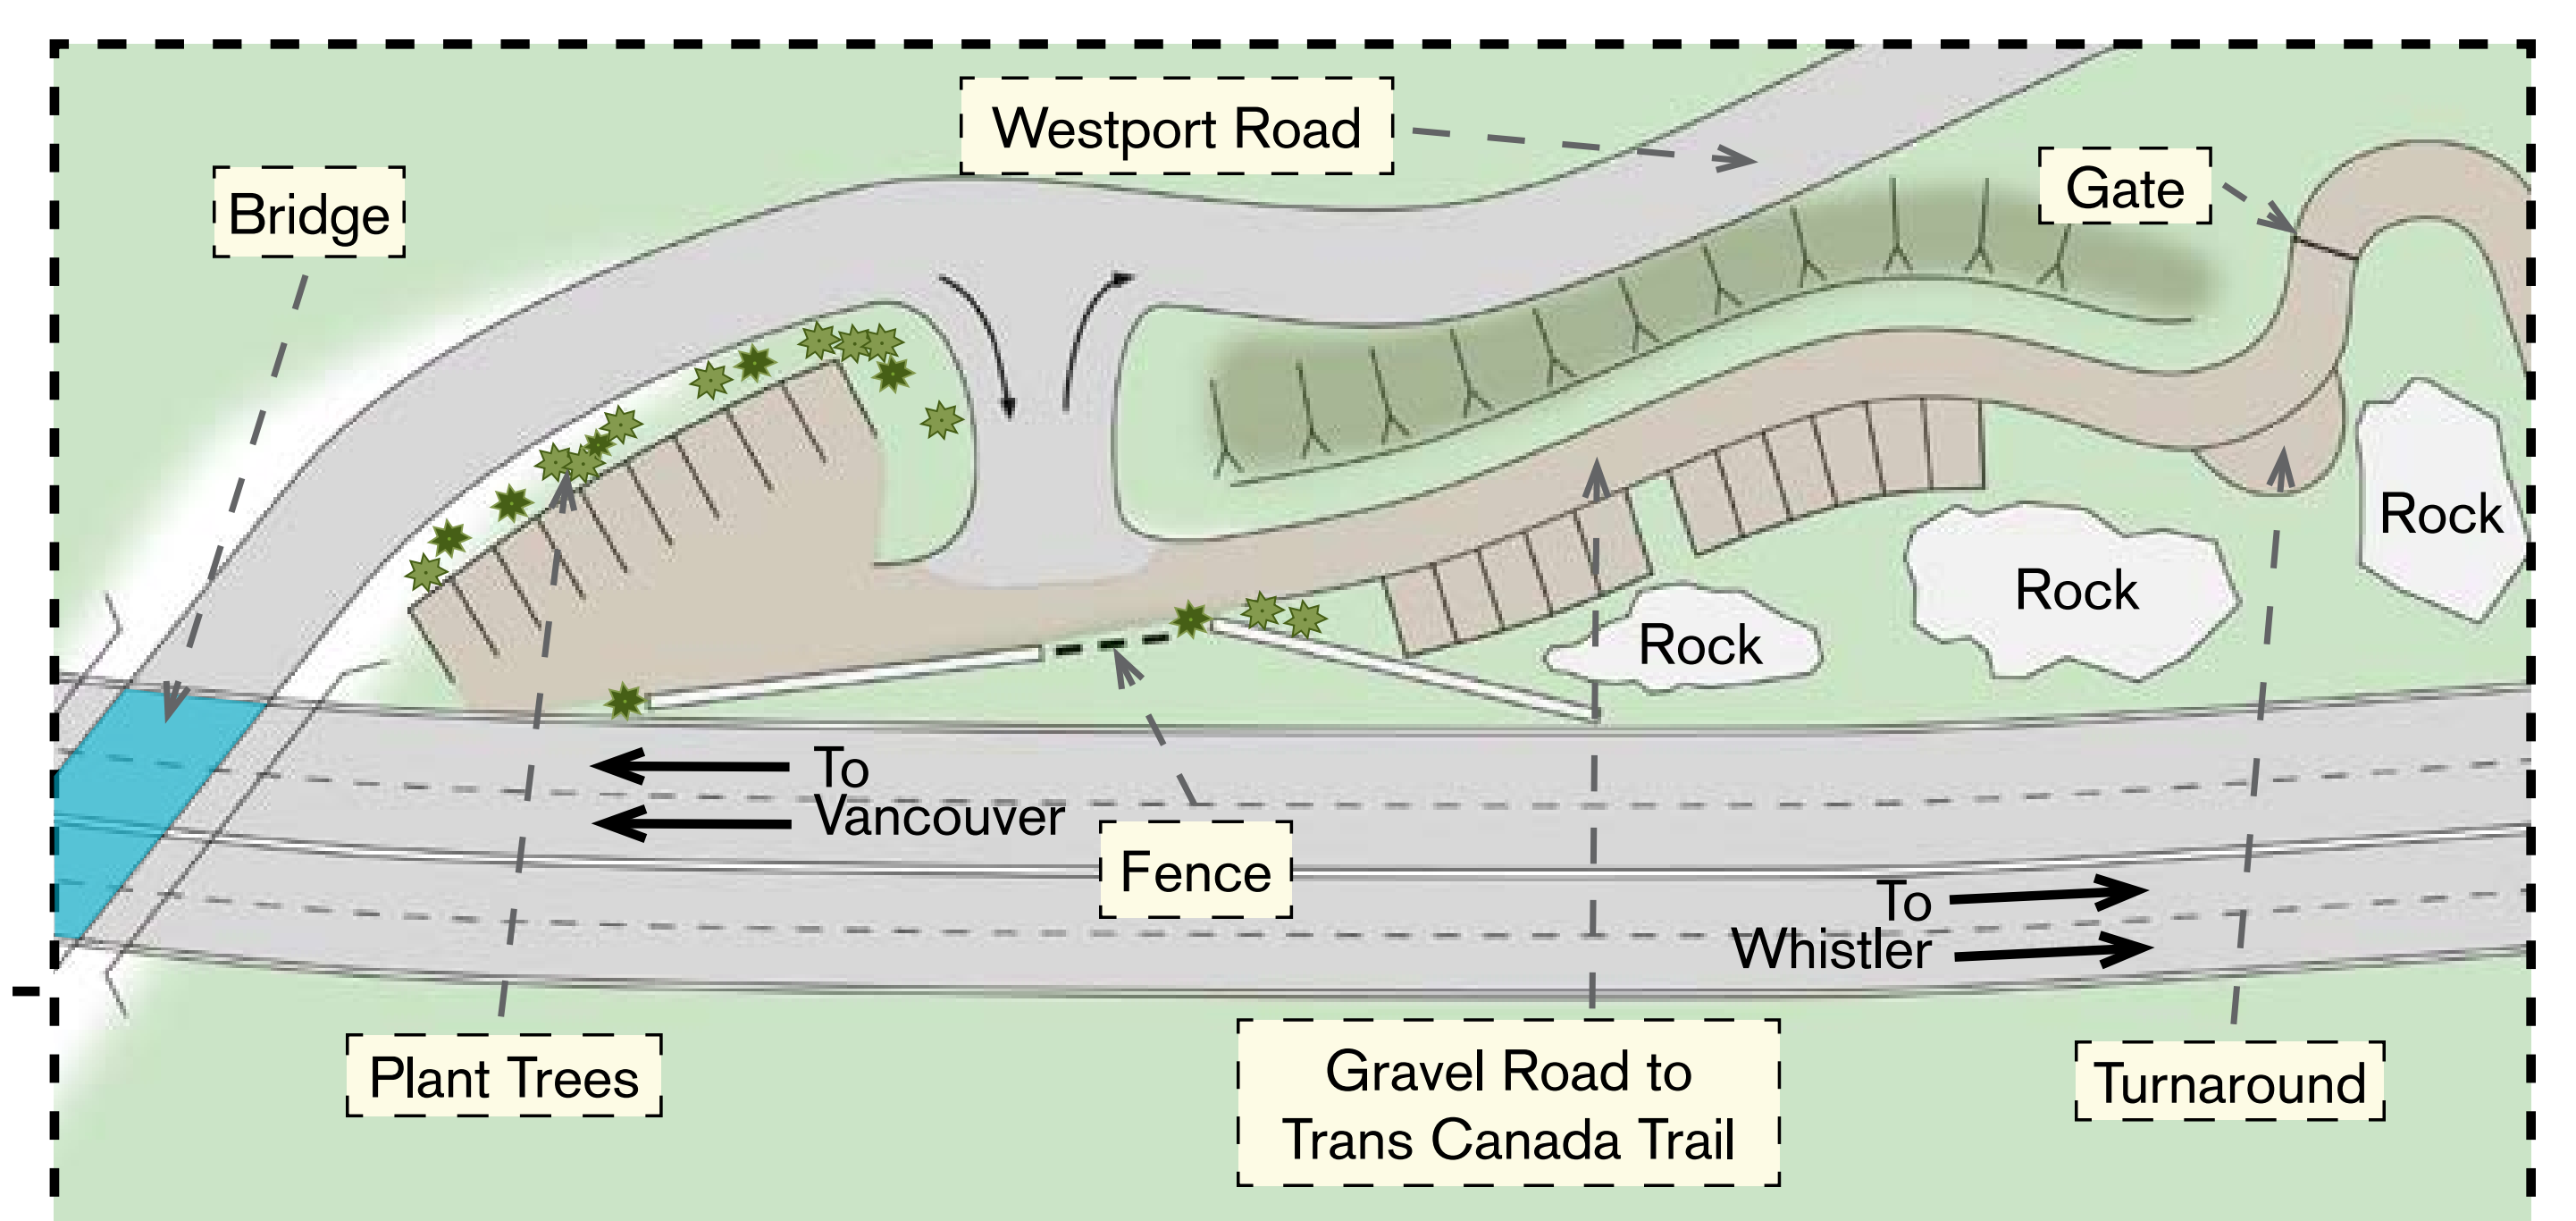 Westport Road
Gate
Bridge
Rock
Rock
Rock
To
Vancouver
Fence
To
Whistler
Plant Trees
Gravel Road to
Trans Canada Trail
Turnaround